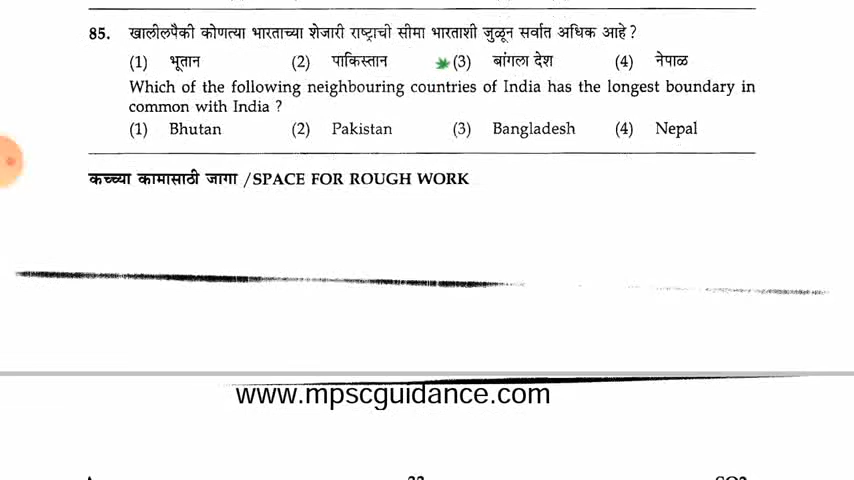 85. खालीलपैकी कोणत्या भारताच्या शेजारी राष्ट्राची सीमा भारताशी जुळून सर्वात अधिक आहे ?
(1) भूतान (2) पाकिस्तान (3) बांगला देश (4) नेपाळ
Which of the following neighbouring countries of India has the longest boundary in
common with India ?
(1) Bhutan (2) Pakistan (3) Bangladesh (4) Nepal
कच्च्या कामासाठी जागा /SPACE FOR ROUGH WORK
www.mpscguidance.com